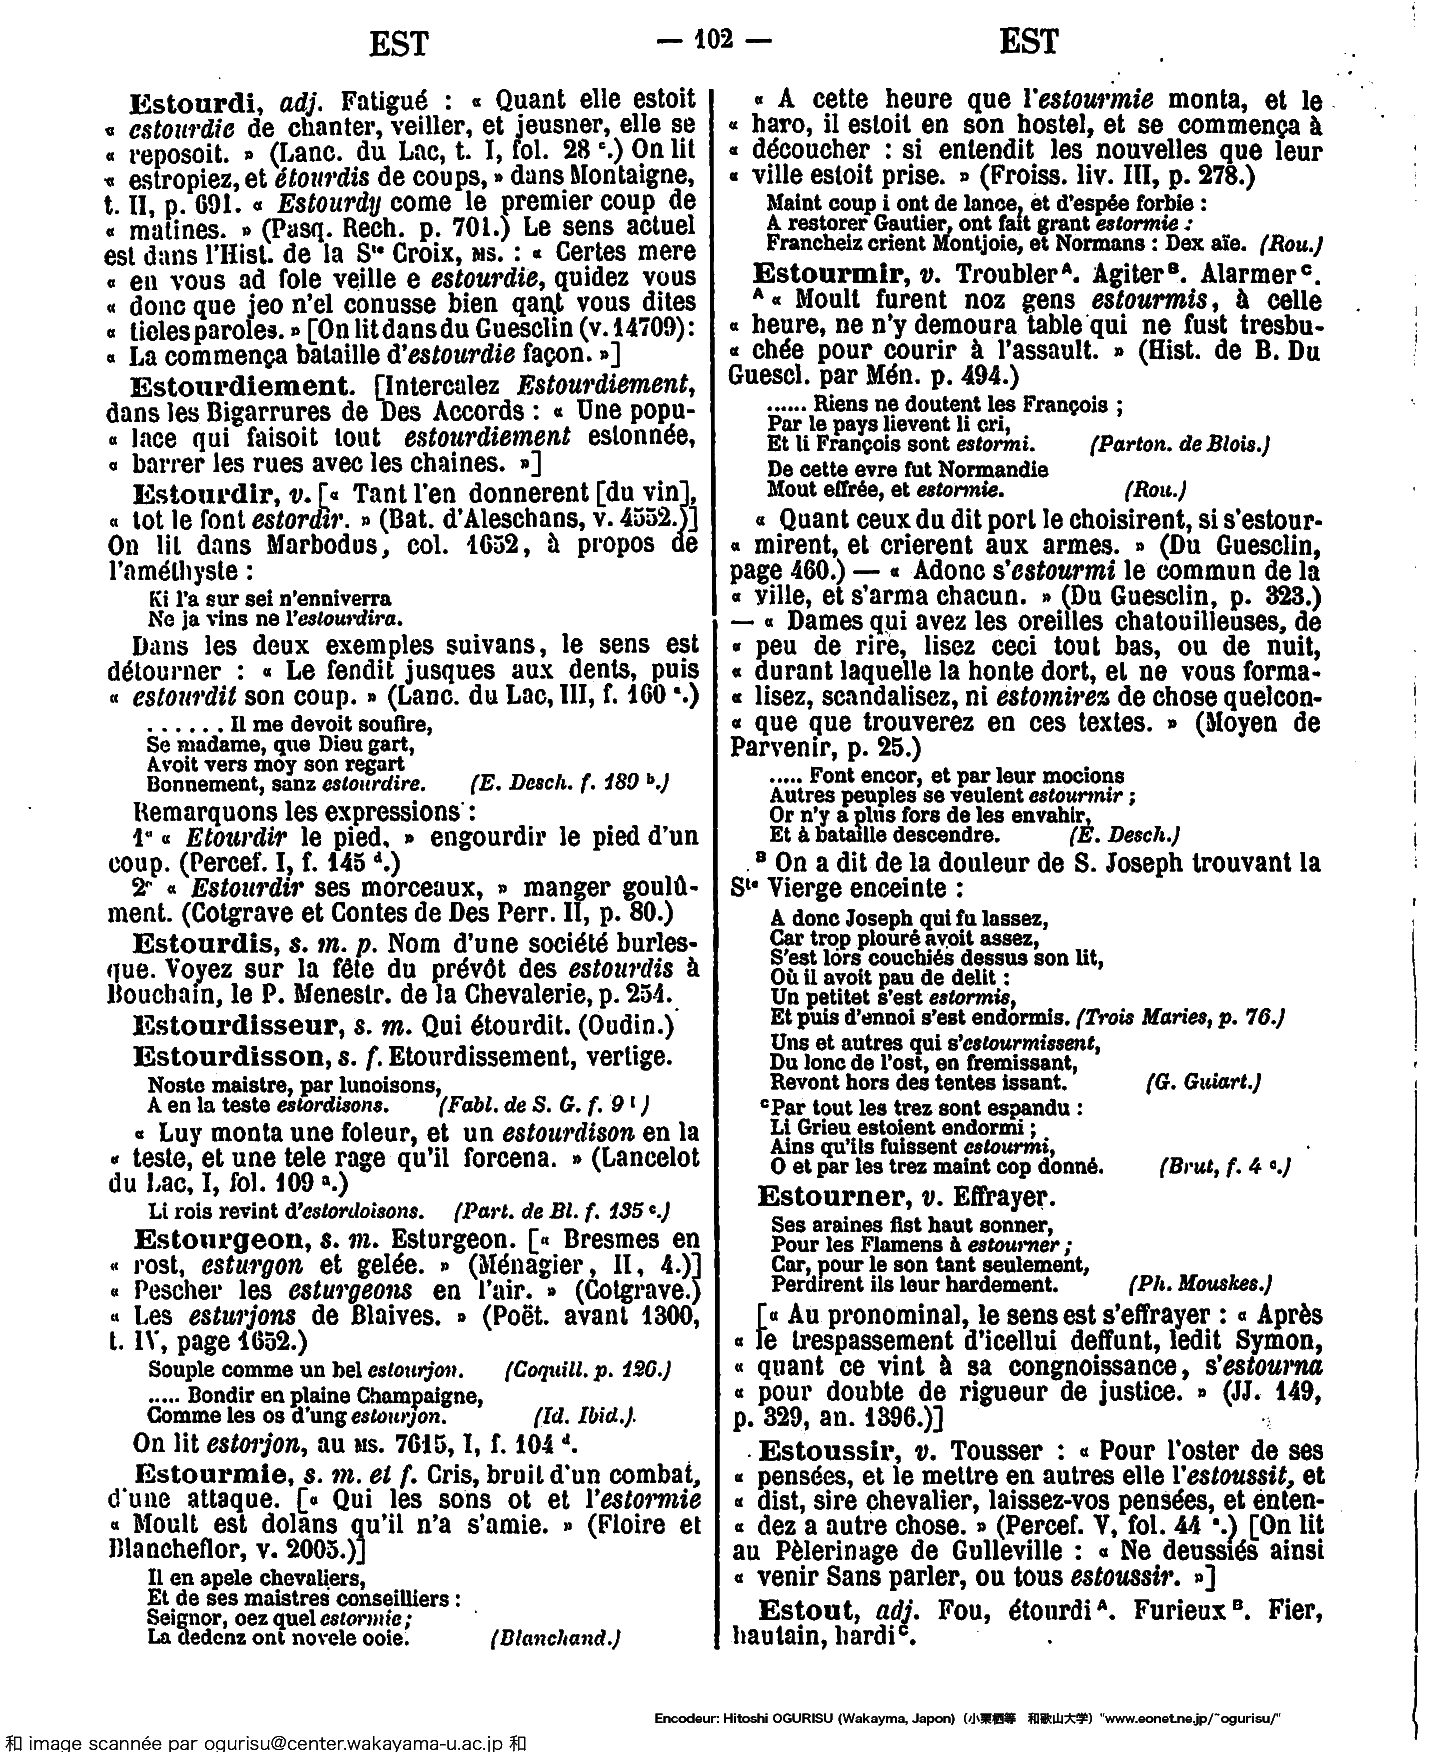 EST — 102 — EST
Estourdi, adj. Fatigué : « Quant elle estoit
« estourdie de chanter, veiller, et jeusner, elle se
« reposoit. » (Lanc. du Lac, t. I, fol. 28 c.) On lit
« estropiez, et étourdis de coups, » dans Montaigne,
t. II, p. 691. « Estourdy come le premier coup de
« matines. » (Pasq. Rech. p. 701.) Le sens actuel
est dans l'Hist. de la Ste Croix, MS. : « Certes mere
« en vous ad fole veille e estourdie, quidez vous
« donc que jeo n'el conusse bien qant vous dites
« tieles paroles. » [On lit dans du Guesclin (v. 14709):
« La commença bataille d'estourdie façon. »]
Estourdiement. [Intercalez Estourdiement,
dans les Bigarrures de Des Accords : « Une popu-
« lace qui faisoit tout estourdiement estonnée,
« barrer les rues avec les chaines. »]
Estourdir, v. [« Tant l'en donnerent [du vin],
« tot le font estordir. » (Bat. d'Aleschans, v. 4552.)]
On lit dans Marbodus, col. 1652, à propos de
l'améthyste :
Ki l'a sur sei n'enniverra
Ne ja vins ne l'estourdira.
Dans les deux exemples suivans, le sens est
détourner : « Le fendit jusques aux dents, puis
« estourdit son coup. » (Lanc. du Lac, III, f. 160 a.)
. . . . . . Il me devoit soufire,
Se madame, que Dieu gart,
Avoit vers moy son regart
Bonnement, sanz estourdire. (E. Desch. f. 189 b.)
Remarquons les expressions :
1° « Etourdir le pied, » engourdir le pied d'un
coup. (Percef. I, f. 145 d.)
2° « Estourdir ses morceaux, » manger goulû-
ment. (Cotgrave et Contes de Des Perr. II, p. 80.)
Estourdis, s. m. p. Nom d'une société burles-
que. Voyez sur la fête du prévôt des estourdis à
Bouchain, le P. Menestr. de la Chevalerie, p. 254.
Estourdisseur, s. m. Qui étourdit. (Oudin.)
Estourdisson, s. f. Etourdissement, vertige.
Noste maistre, par lunoisons,
A en la teste estordisons. (Fabl. de S. G. f. 9 1)
« Luy monta une foleur, et un estourdison en la
« teste, et une tele rage qu'il forcena. » (Lancelot
du Lac, I, fol. 109 a.)
Li rois revint d'estordoisons. (Part. de Bl. f. 135 c.)
Estourgeon, s. m. Esturgeon. [« Bresmes en
« rost, esturgon et gelée. » (Ménagier, II, 4.)]
« Pescher les esturgeons en l'air. » (Cotgrave.)
« Les esturjons de Blaives. » (Poët. avant 1300,
t. IV, page 1652.)
Souple comme un bel estourjon. (Coquill. p. 126.)
..... Bondir en plaine Champaigne,
Comme les os d'ung estourjon. (Id. Ibid.).
On lit estorjon, au MS. 7615, I, f. 104 d.
Estourmie, s. m. et f. Cris, bruit d'un combat,
d'une attaque. [« Qui les sons ot et l'estormie
« Moult est dolans qu'il n'a s'amie. » (Floire et
Blancheflor, v. 2005.)]
Il en apele chevaliers,
Et de ses maistres conseilliers :
Seignor, oez quel estormie ;
La dedenz ont novele ooie. (Blanchand.)
« A cette heure que l'estourmie monta, et le
« haro, il estoit en son hostel, et se commença à
« découcher : si entendit les nouvelles que leur
« ville estoit prise. » (Froiss. liv. III, p. 278.)
Maint coup i ont de lance, et d'espée forbie :
A restorer Gautier, ont fait grant estormie :
Francheiz crient Montjoie, et Normans : Dex aïe. (Rou.)
Estourmir, v. Troubler A. Agiter B. Alarmer C.
A « Moult furent noz gens estourmis, à celle
« heure, ne n'y demoura table qui ne fust tresbu-
« chée pour courir à l'assault. » (Hist. de B. Du
Guescl. par Mén. p. 494.)
...... Riens ne doutent les François ;
Par le pays lievent li cri,
Et li François sont estormi. (Parton. de Blois.)
De cette evre fut Normandie
Mout effrée, et estormie. (Rou.)
« Quant ceux du dit port le choisirent, si s'estour-
« mirent, et crierent aux armes. » (Du Guesclin,
page 460.) — « Adonc s'estourmi le commun de la
« ville, et s'arma chacun. » (Du Guesclin, p. 323.)
— « Dames qui avez les oreilles chatouilleuses, de
« peu de rire, lisez ceci tout bas, ou de nuit,
« durant laquelle la honte dort, et ne vous forma-
« lisez, scandalisez, ni estomirez de chose quelcon-
« que que trouverez en ces textes. » (Moyen de
Parvenir, p. 25.)
..... Font encor, et par leur mocions
Autres peuples se veulent estourmir ;
Or n'y a plus fors de les envahir,
Et à bataille descendre. (E. Desch.)
B On a dit de la douleur de S. Joseph trouvant la
Ste Vierge enceinte :
A donc Joseph qui fu lassez,
Car trop plouré avoit assez,
S'est lors couchiés dessus son lit,
Où il avoit pau de delit :
Un petitet s'est estormis,
Et puis d'ennoi s'est endormis. (Trois Maries, p. 76.)
Uns et autres qui s'estourmissent,
Du lonc de l'ost, en fremissant,
Revont hors des tentes issant. (G. Guiart.)
C Par tout les trez sont espandu :
Li Grieu estoient endormi ;
Ains qu'ils fuissent estourmi,
O et par les trez maint cop donné. (Brut, f. 4 c.)
Estourner, v. Effrayer.
Ses araines fist haut sonner,
Pour les Flamens à estourner ;
Car, pour le son tant seulement,
Perdirent ils leur hardement. (Ph. Mouskes.)
[« Au pronominal, le sens est s'effrayer : « Après
« le trespassement d'icellui deffunt, ledit Symon,
« quant ce vint à sa congnoissance, s'estourna
« pour doubte de rigueur de justice. » (JJ. 149,
p. 329, an. 1396.)]
Estoussir, v. Tousser : « Pour l'oster de ses
« pensées, et le mettre en autres elle l'estoussit, et
« dist, sire chevalier, laissez-vos pensées, et enten-
« dez a autre chose. » (Percef. V, fol. 44 a.) [On lit
au Pèlerinage de Gulleville : « Ne deussiés ainsi
« venir Sans parler, ou tous estoussir. »]
Estout, adj. Fou, étourdi A. Furieux B. Fier,
hautain, hardi C.
Encodeur: Hitoshi OGURISU (Wakayma, Japon) (小栗栖等 和歌山大学) "www.eonet.ne.jp/~ogurisu/"
和 image scannée par ogurisu@center.wakayama-u.ac.jp 和